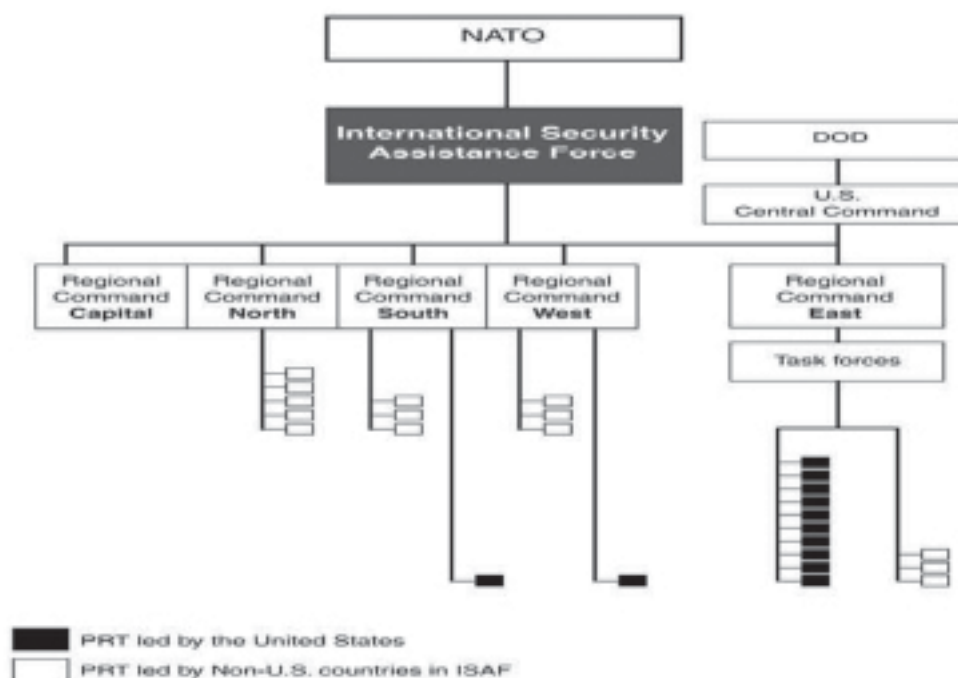 NATO
International Security
Assistance Force
DOD
U.S.
Central Command
Regional
Command
Capital
Regional
Command
North
Regional
Command
South
Regional
Command
West
Regional
Command
East
Task forces
PRT led by the United States
PRT led by Non-U.S. countries in ISAF